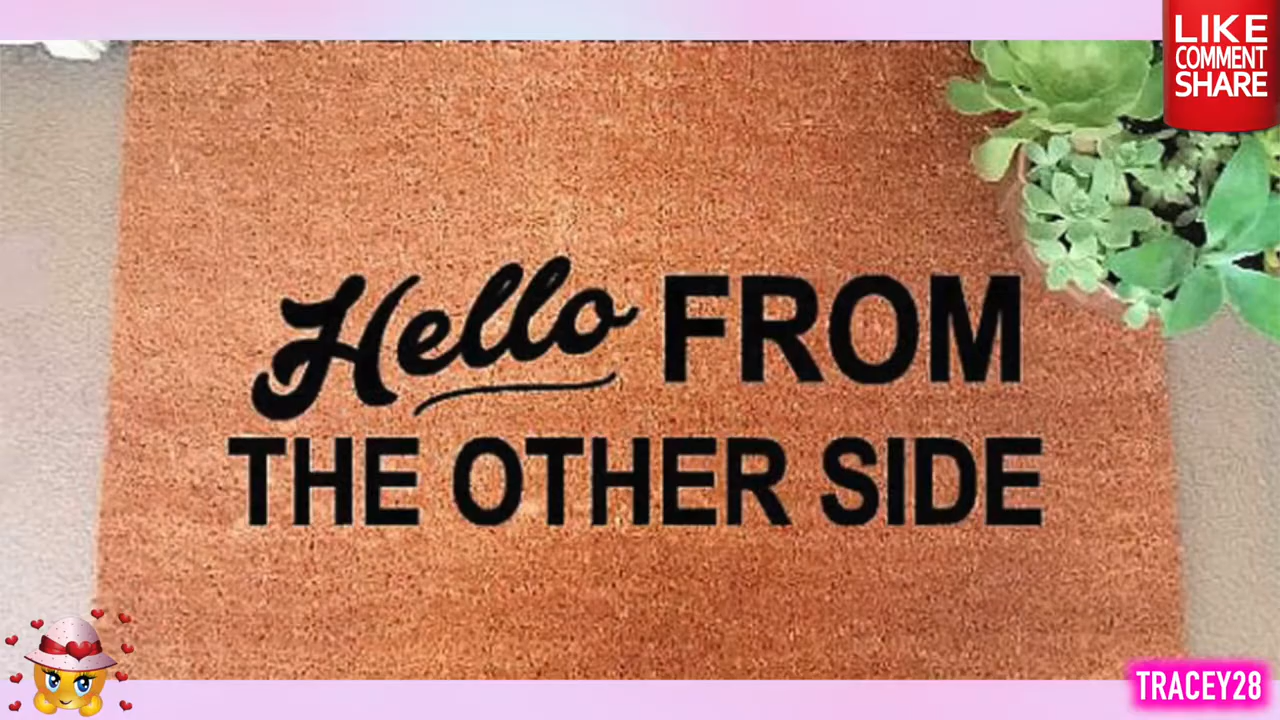 LIKE
COMMENT
SHARE
Hello FROM
THE OTHER SIDE
TRACEY28